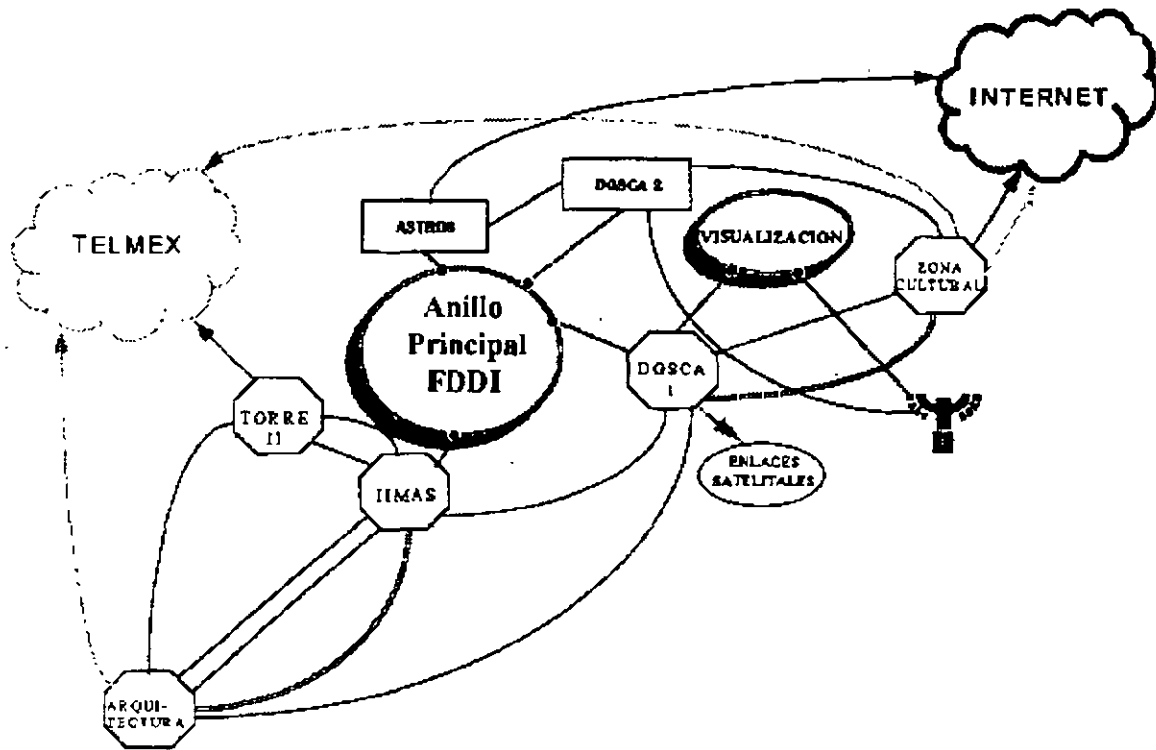 INTERNET
TELMEX
DGSCA 2
ASTROS
VISUALIZACION
ZONA
CULTURAL
Anillo
Principal
FDDI
DGSCA
1
TORRE
II
IIMAS
ENLACES
SATELITALES
ARQUI-
TECTURA